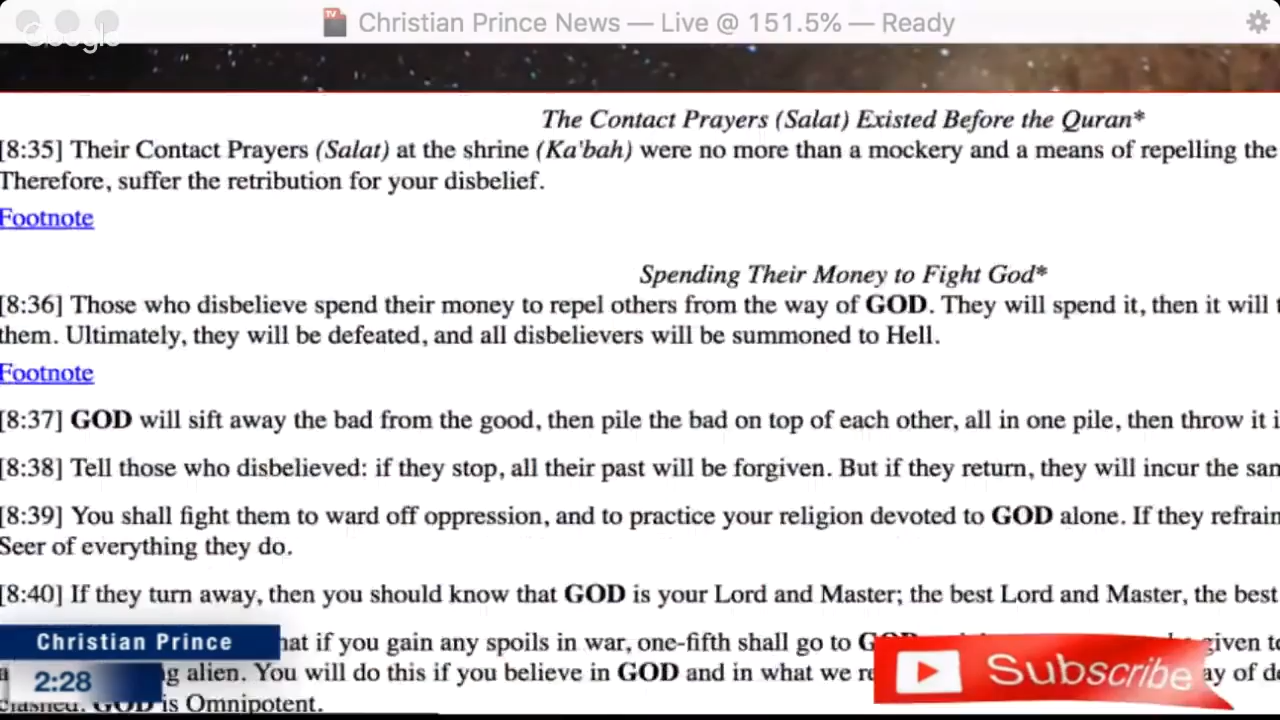 Christian Prince News — Live @ 151.5% — Ready
Google
The Contact Prayers (Salat) Existed Before the Quran*
[8:35] Their Contact Prayers (Salat) at the shrine (Ka'bah) were no more than a mockery and a means of repelling the
Therefore, suffer the retribution for your disbelief.
Footnote
Spending Their Money to Fight God*
[8:36] Those who disbelieve spend their money to repel others from the way of GOD. They will spend it, then it will
them. Ultimately, they will be defeated, and all disbelievers will be summoned to Hell.
Footnote
[8:37] GOD will sift away the bad from the good, then pile the bad on top of each other, all in one pile, then throw it
[8:38] Tell those who disbelieved: if they stop, all their past will be forgiven. But if they return, they will incur the
[8:39] You shall fight them to ward off oppression, and to practice your religion devoted to GOD alone. If they refrain
Seer of everything they do.
[8:40] If they turn away, then you should know that GOD is your Lord and Master; the best Lord and Master, the best
Christian Prince
if you gain any spoils in war, one-fifth shall go to GOD given
2:28
alien. You will do this if you believe in GOD and in what we of
Subscribe
clashed. GOD is Omnipotent.